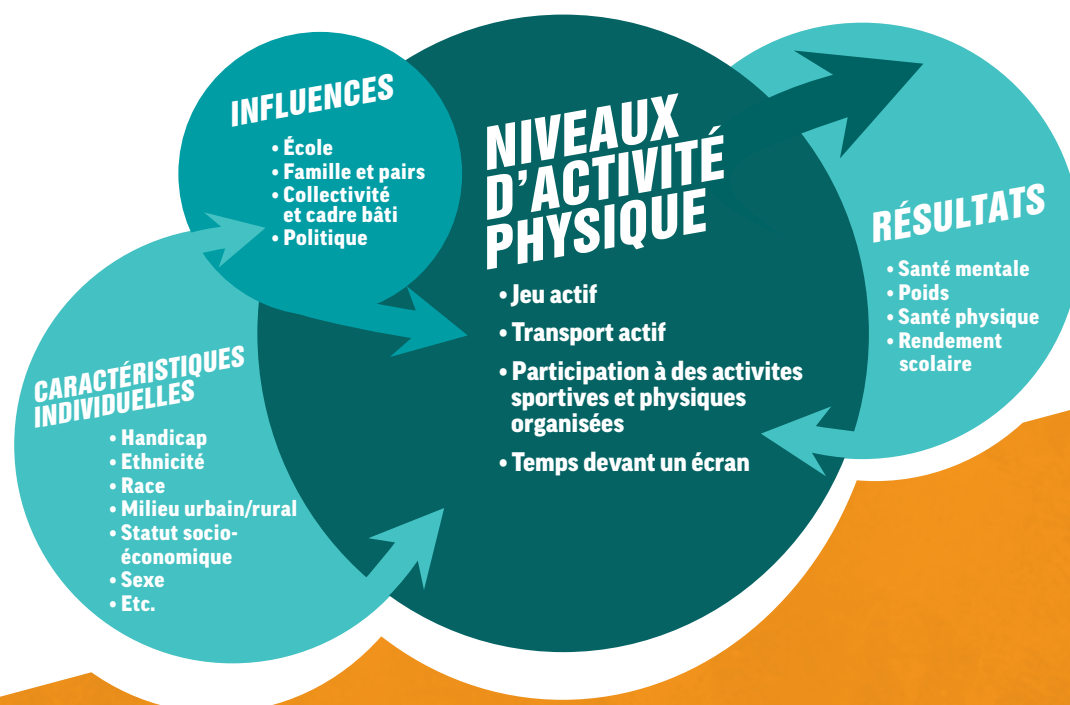 INFLUENCES
• École
• Famille et pairs
• Collectivité
et cadre bâti
• Politique
CARACTÉRISTIQUES
INDIVIDUELLES
• Handicap
• Ethnicité
• Race
• Milieu urbain/rural
• Statut socio-
économique
• Sexe
• Etc.
NIVEAUX
D'ACTIVITÉ
PHYSIQUE
• Jeu actif
• Transport actif
• Participation à des activites
sportives et physiques
organisées
• Temps devant un écran
RÉSULTATS
• Santé mentale
• Poids
• Santé physique
• Rendement
scolaire